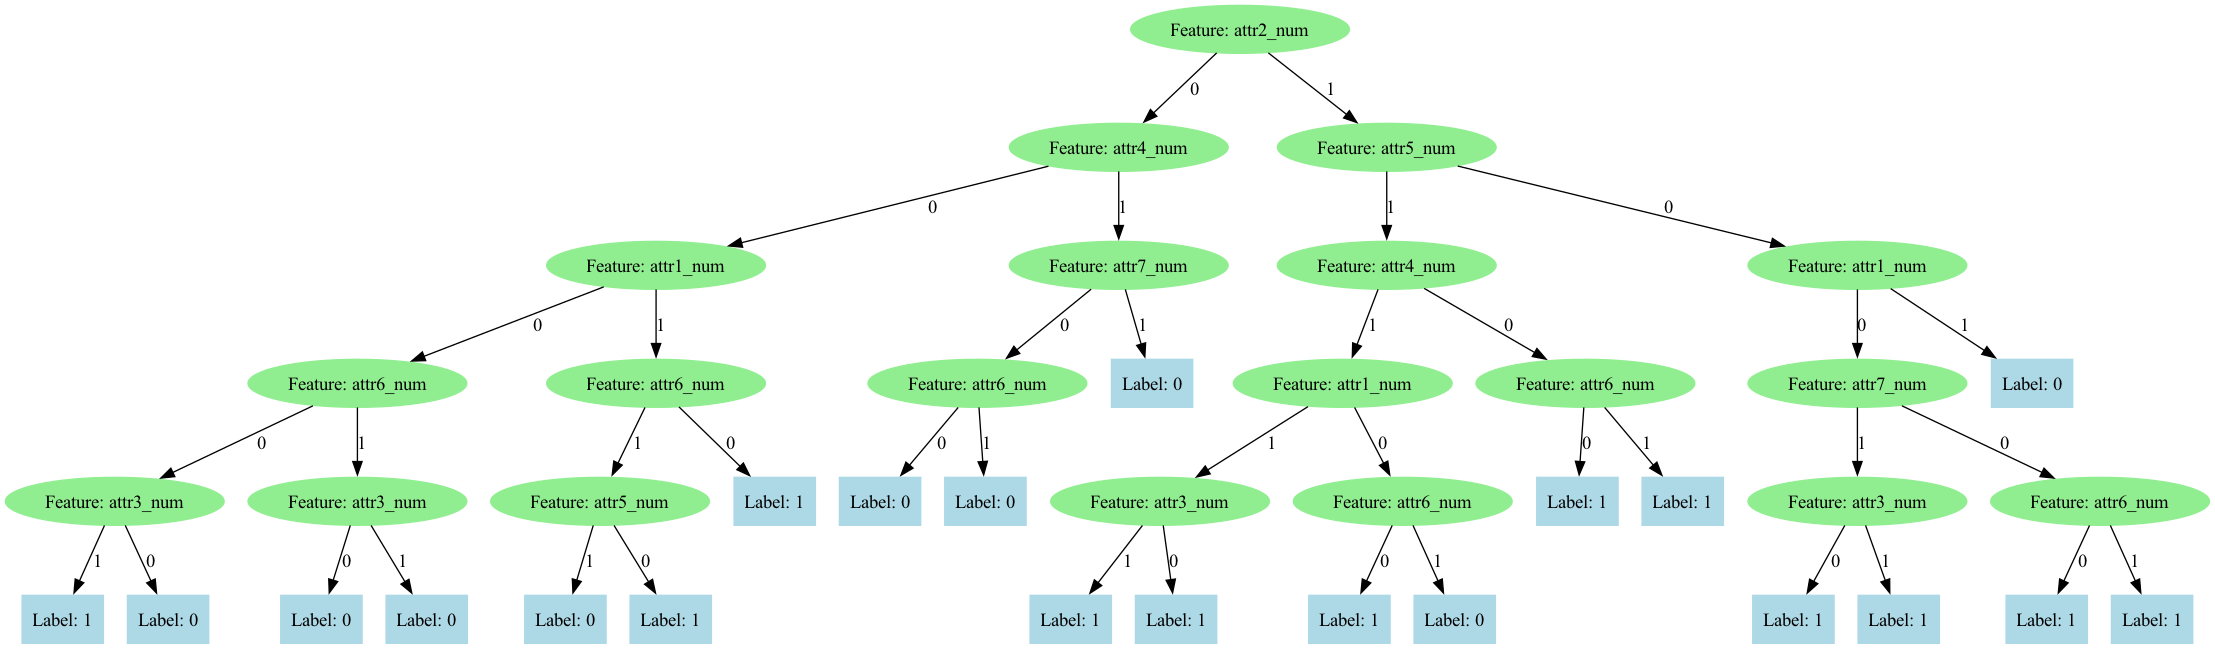 Feature: attr2_num
0
1
Feature: attr4_num
Feature: attr5_num
0
1
1
0
Feature: attr1_num
Feature: attr7_num
Feature: attr4_num
Feature: attr1_num
0
1
0
1
1
0
0
1
Feature: attr6_num
Feature: attr6_num
Feature: attr6_num
Label: 0
Feature: attr1_num
Feature: attr6_num
Feature: attr7_num
Label: 0
0
1
1
0
0
1
1
0
0
1
1
0
Feature: attr3_num
Feature: attr3_num
Feature: attr5_num
Label: 1
Label: 0
Label: 0
Feature: attr3_num
Feature: attr6_num
Label: 1
Label: 1
Feature: attr3_num
Feature: attr6_num
1
0
0
1
1
0
1
0
0
1
0
1
0
1
Label: 1
Label: 0
Label: 0
Label: 0
Label: 0
Label: 1
Label: 1
Label: 1
Label: 1
Label: 0
Label: 1
Label: 1
Label: 1
Label: 1